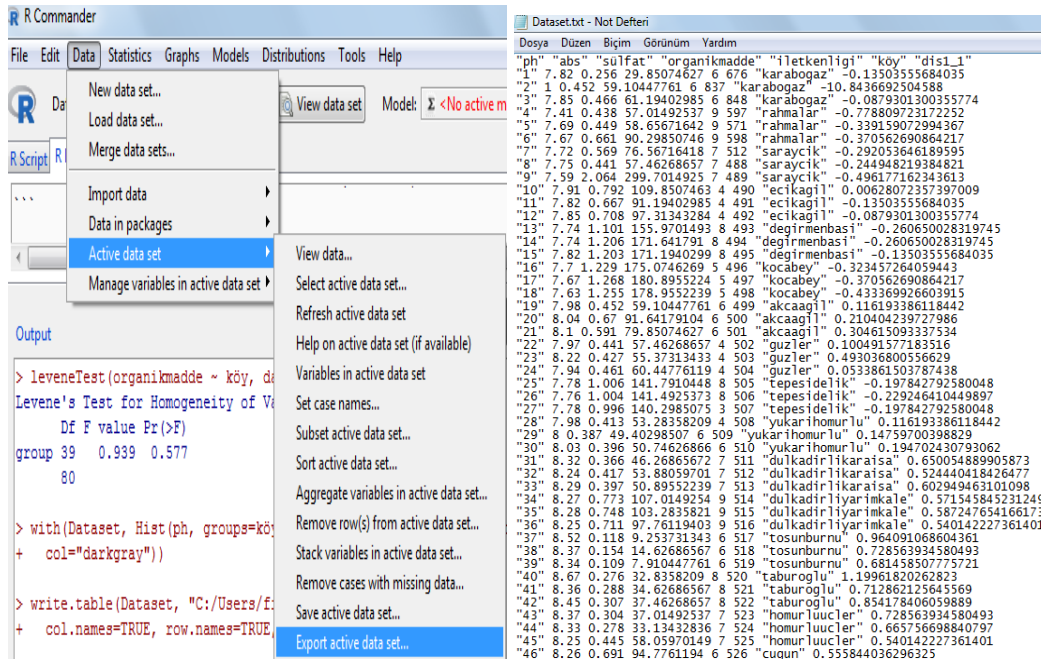 R Commander
File Edit Data Statistics Graphs Models Distributions Tools Help
New data set...
Load data set...
Merge data sets...
Import data
Data in packages
Active data set
Manage variables in active data set
View data set Model: Σ <No active m
R Script
View data...
Select active data set...
Refresh active data set
Help on active data set (if available)
Variables in active data set
Set case names...
Subset active data set...
Sort active data set...
Aggregate variables in active data set...
Remove row(s) from active data set...
Stack variables in active data set...
Remove cases with missing data...
Save active data set...
Export active data set...
Output
> leveneTest(organikmadde ~ köy, da
Levene's Test for Homogeneity of Va
Df F value Pr(>F)
group 39 0.939 0.577
80
> with(Dataset, Hist(ph, groups=köy
+ col="darkgray"))
> write.table(Dataset, "C:/Users/fi
+ col.names=TRUE, row.names=TRUE,
Dataset.txt - Not Defteri
Dosya Düzen Biçim Görünüm Yardım
"ph" "abs" "sülfat" "organikmadde" "iletkenligi" "köy" "dis1_1"
"1" 7.82 0.256 29.85074627 6 676 "karabogaz" -0.13503555684035
"2" 1 0.452 59.10447761 6 837 "karabogaz" -10.8436692504588
"3" 7.85 0.466 61.19402985 6 848 "karabogaz" -0.0879301300355774
"4" 7.41 0.438 57.01492537 9 597 "rahmalar" -0.778809723172252
"5" 7.69 0.449 58.65671642 9 571 "rahmalar" -0.339159072994367
"6" 7.67 0.661 90.29850746 9 598 "rahmalar" -0.370562690864217
"7" 7.72 0.569 76.56716418 7 512 "saraycik" -0.292053646189595
"8" 7.75 0.441 57.46268657 7 488 "saraycik" -0.244948219384821
"9" 7.59 2.064 299.7014925 7 489 "saraycik" -0.496177162343613
"10" 7.91 0.792 109.8507463 4 490 "ecikagil" 0.00628072357397009
"11" 7.82 0.667 91.19402985 4 491 "ecikagil" -0.13503555684035
"12" 7.85 0.708 97.31343284 4 492 "ecikagil" -0.0879301300355774
"13" 7.74 1.101 155.9701493 8 493 "degirmenbasi" -0.260650028319745
"14" 7.74 1.206 171.641791 8 494 "degirmenbasi" -0.260650028319745
"15" 7.82 1.203 171.1940299 8 495 "degirmenbasi" -0.13503555684035
"16" 7.7 1.229 175.0746269 5 496 "kocabey" -0.323457264059443
"17" 7.67 1.268 180.8955224 5 497 "kocabey" -0.370562690864217
"18" 7.63 1.255 178.9552239 5 498 "kocabey" -0.433369926603915
"19" 7.98 0.452 59.10447761 6 499 "akcaagil" 0.116193386118442
"20" 8.04 0.67 91.64179104 6 500 "akcaagil" 0.210404239727986
"21" 8.1 0.591 79.85074627 6 501 "akcaagil" 0.304615093337534
"22" 7.97 0.441 57.46268657 4 502 "guzler" 0.100491577183516
"23" 8.22 0.427 55.37313433 4 503 "guzler" 0.493036800556629
"24" 7.94 0.461 60.44776119 4 504 "guzler" 0.0533861503787438
"25" 7.78 1.006 141.7910448 8 505 "tepesidelik" -0.197842792580048
"26" 7.76 1.004 141.4925373 8 506 "tepesidelik" -0.229246410449897
"27" 7.78 0.996 140.2985075 3 507 "tepesidelik" -0.197842792580048
"28" 7.98 0.413 53.28358209 4 508 "yukarihomurlu" 0.116193386118442
"29" 8 0.387 49.40298507 6 509 "yukarihomurlu" 0.14759700398829
"30" 8.03 0.396 50.74626866 6 510 "yukarihomurlu" 0.194702430793062
"31" 8.32 0.366 46.26865672 7 511 "dulkadirlikaraisa" 0.650054889905873
"32" 8.24 0.417 53.88059701 7 512 "dulkadirlikaraisa" 0.524440418426477
"33" 8.29 0.397 50.89552239 7 513 "dulkadirlikaraisa" 0.602949463101098
"34" 8.27 0.773 107.0149254 9 514 "dulkadirliyarimkale" 0.571545845231249
"35" 8.28 0.748 103.2835821 9 515 "dulkadirliyarimkale" 0.587247654166173
"36" 8.25 0.711 97.76119403 9 516 "dulkadirliyarimkale" 0.540142227361401
"37" 8.52 0.118 9.253731343 6 517 "tosunburnu" 0.964091068604361
"38" 8.37 0.154 14.62686567 6 518 "tosunburnu" 0.728563934580493
"39" 8.34 0.109 7.910447761 6 519 "tosunburnu" 0.681458507775721
"40" 8.67 0.276 32.8358209 8 520 "taburoglu" 1.19961820262823
"41" 8.36 0.288 34.62686567 8 521 "taburoglu" 0.712862125645569
"42" 8.45 0.307 37.46268657 8 522 "taburoglu" 0.854178406059889
"43" 8.37 0.304 37.01492537 7 523 "homurluucler" 0.728563934580493
"44" 8.33 0.278 33.13432836 7 524 "homurluucler" 0.665756698840797
"45" 8.25 0.445 58.05970149 7 525 "homurluucler" 0.540142227361401
"46" 8.26 0.691 94.7761194 6 526 "cugun" 0.555844036296325